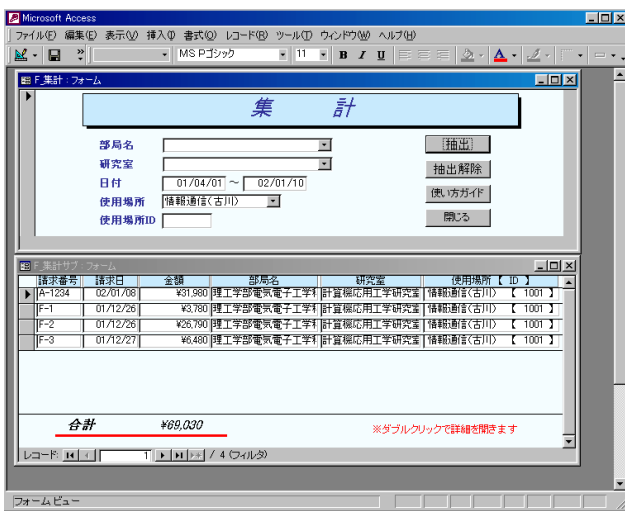 Microsoft Access
ファイル(F) 編集(E) 表示(V) 挿入(I) 書式(O) レコード(R) ツール(T) ウィンドウ(W) ヘルプ(H)
MS Pゴシック 11 B I U A
F_集計 : フォーム
集 計
部局名 抽出
研究室 抽出解除
日付 01/04/01 ～ 02/01/10
使い方ガイド
使用場所 情報通信(古川)
使用場所ID 閉じる
F_集計サブ : フォーム
請求番号 請求日 金額 部局名 研究室 使用場所【 ID 】
A-1234 02/01/08 ¥31,980 理工学部電気電子工学科 計算機応用工学研究室 情報通信(古川) 【 1001 】
F-1 01/12/26 ¥3,780 理工学部電気電子工学科 計算機応用工学研究室 情報通信(古川) 【 1001 】
F-2 01/12/26 ¥26,790 理工学部電気電子工学科 計算機応用工学研究室 情報通信(古川) 【 1001 】
F-3 01/12/27 ¥6,480 理工学部電気電子工学科 計算機応用工学研究室 情報通信(古川) 【 1001 】
合計 ¥69,030 ※ダブルクリックで詳細を開きます
レコード: 1 / 4 (フィルタ)
フォーム ビュー